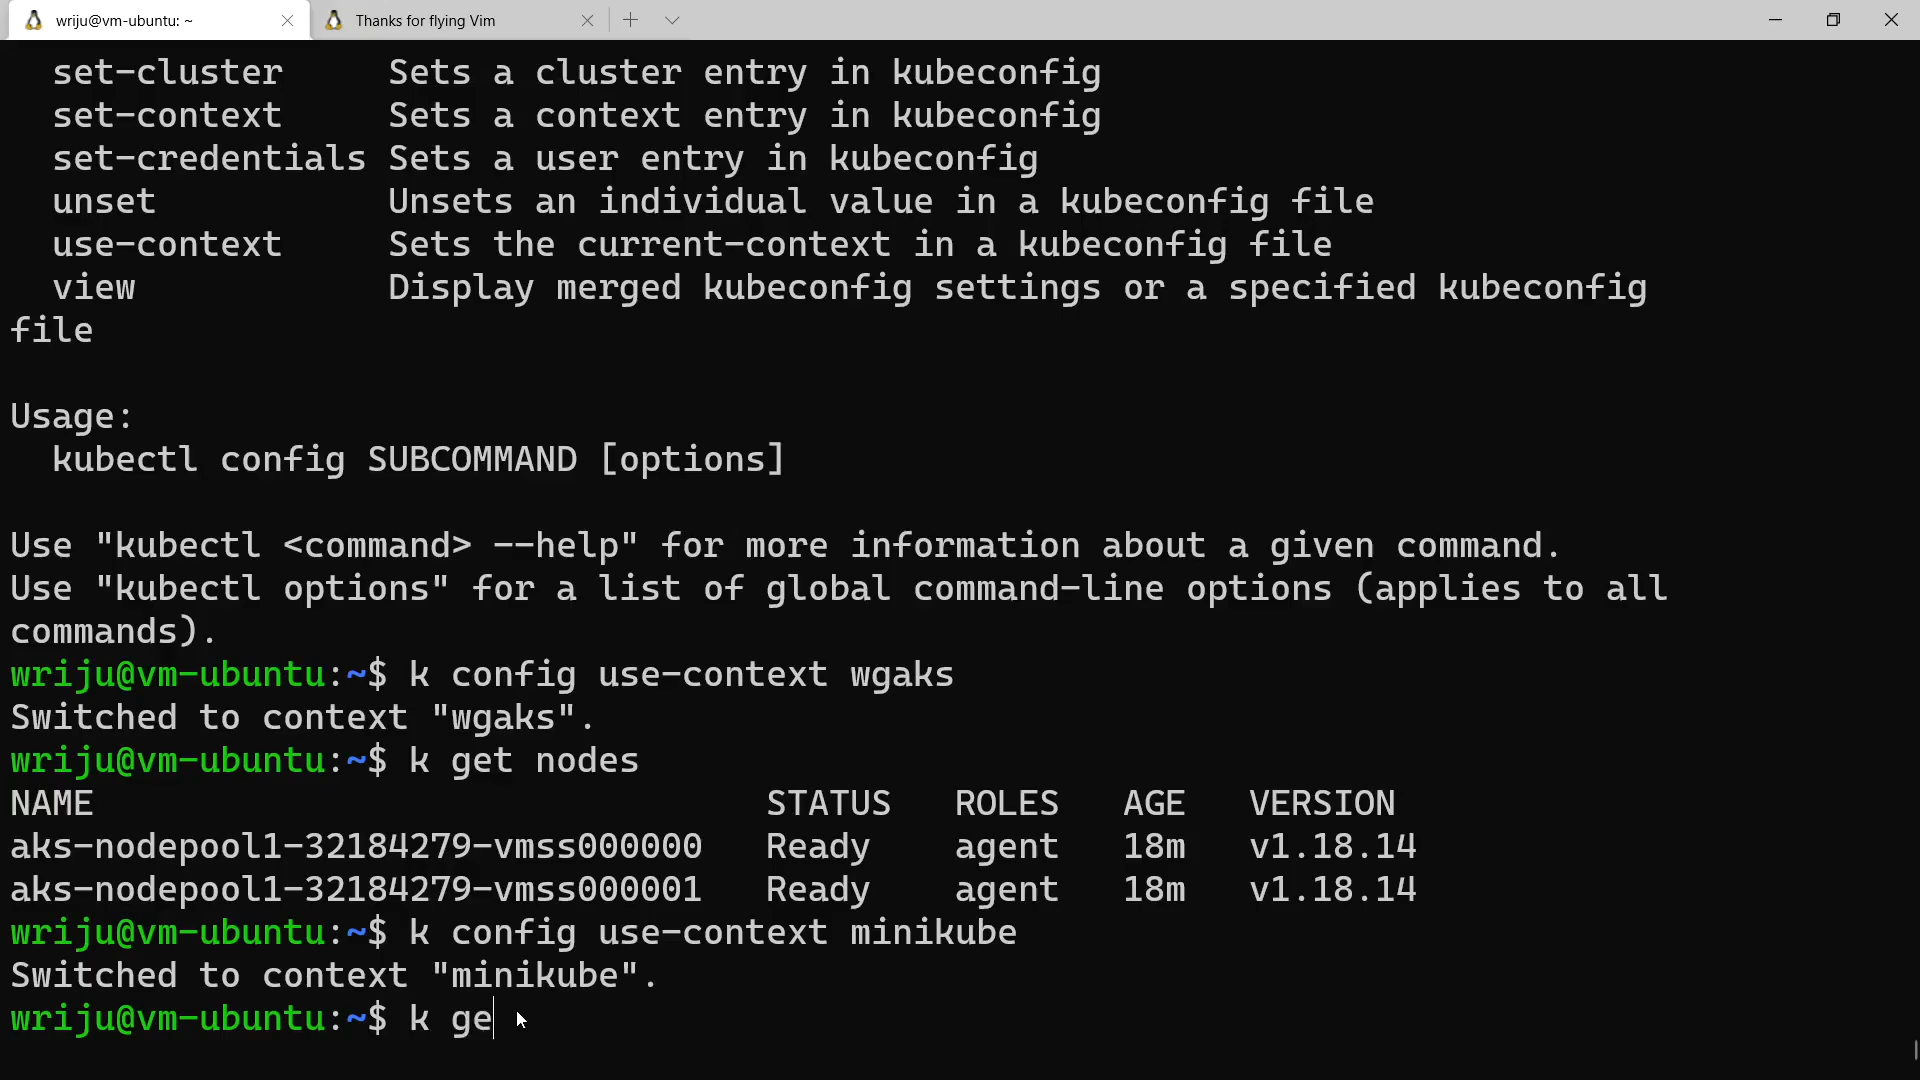 wriju@vm-ubuntu: ~
Thanks for flying Vim
set-cluster     Sets a cluster entry in kubeconfig
set-context     Sets a context entry in kubeconfig
set-credentials Sets a user entry in kubeconfig
unset           Unsets an individual value in a kubeconfig file
use-context     Sets the current-context in a kubeconfig file
view            Display merged kubeconfig settings or a specified kubeconfig
file
Usage:
kubectl config SUBCOMMAND [options]
Use "kubectl <command> --help" for more information about a given command.
Use "kubectl options" for a list of global command-line options (applies to all
commands).
wriju@vm-ubuntu:~$ k config use-context wgaks
Switched to context "wgaks".
wriju@vm-ubuntu:~$ k get nodes
NAME                                STATUS   ROLES   AGE   VERSION
aks-nodepool1-32184279-vmss000000   Ready    agent   18m   v1.18.14
aks-nodepool1-32184279-vmss000001   Ready    agent   18m   v1.18.14
wriju@vm-ubuntu:~$ k config use-context minikube
Switched to context "minikube".
wriju@vm-ubuntu:~$ k ge